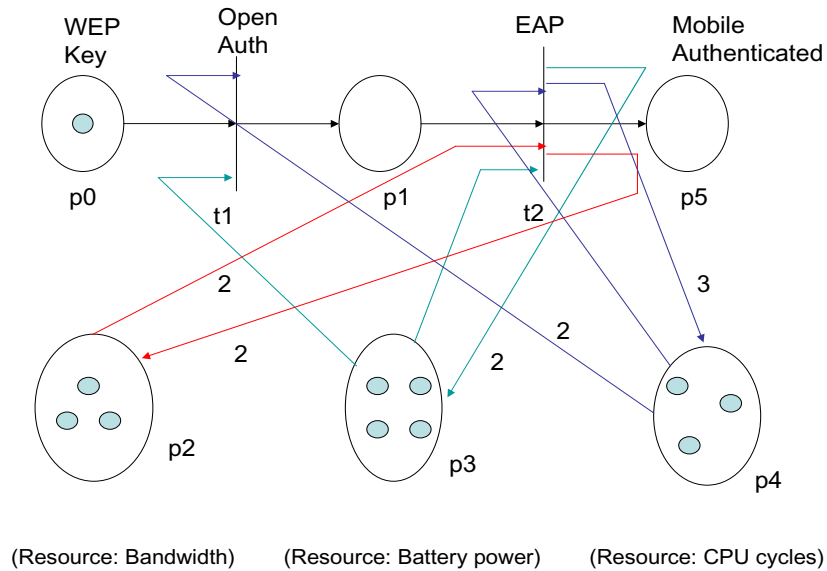 WEP
Key
Open
Auth
EAP
Mobile
Authenticated
p0
t1
p1
t2
p5
2
3
2
2
2
p2
p3
p4
(Resource: Bandwidth)
(Resource: Battery power)
(Resource: CPU cycles)